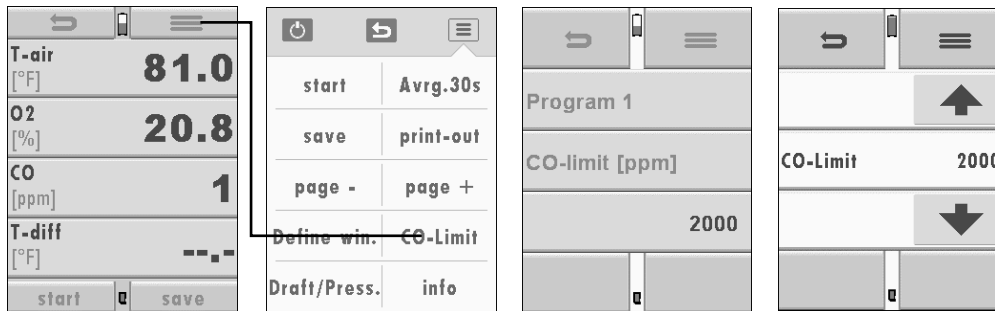 T-air
[°F]
81.0
O2
[%]
20.8
CO
[ppm]
1
T-diff
[°F]
--.-
start save
start Avrg.30s
save print-out
page - page +
Define win. CO-Limit
Draft/Press. info
Program 1
CO-limit [ppm]
2000
CO-Limit 2000